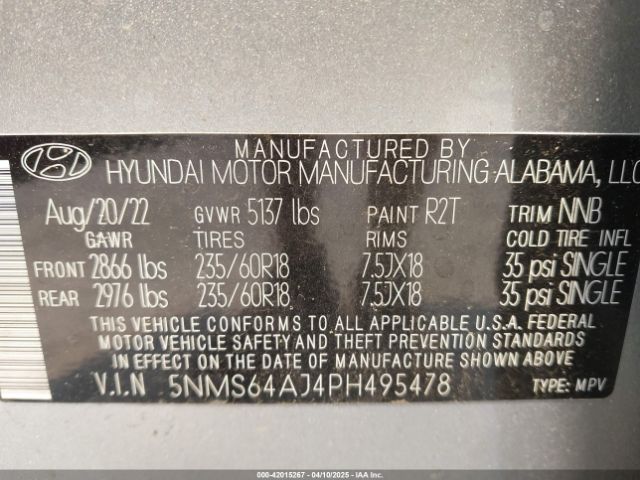 MANUFACTURED BY
HYUNDAI MOTOR MANUFACTURING ALABAMA, LLC
Aug/20/22 GVWR 5137 lbs PAINT R2T TRIM NNB
GAWR TIRES RIMS COLD TIRE INFL
FRONT 2866 lbs 235/60R18 7.5JX18 35 psi SINGLE
REAR 2976 lbs 235/60R18 7.5JX18 35 psi SINGLE
THIS VEHICLE CONFORMS TO ALL APPLICABLE U.S.A. FEDERAL
MOTOR VEHICLE SAFETY AND THEFT PREVENTION STANDARDS
IN EFFECT ON THE DATE OF MANUFACTURE SHOWN ABOVE.
V.I.N 5NMS64AJ4PH495478 TYPE: MPV
000-42015267 04/10/2025 IAAI.COM